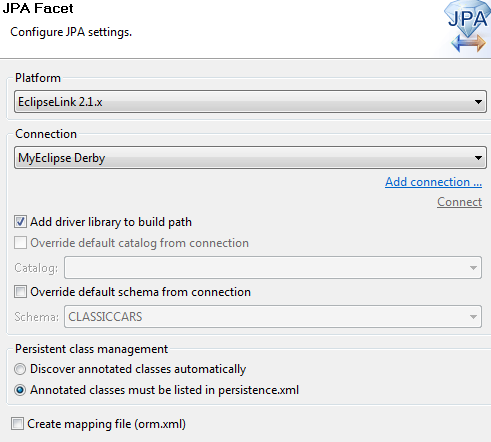 JPA Facet
Configure JPA settings.
JPA
Platform
EclipseLink 2.1.x
Connection
MyEclipse Derby
Add connection ...
Connect
Add driver library to build path
Override default catalog from connection
Catalog:
Override default schema from connection
Schema: CLASSICCARS
Persistent class management
Discover annotated classes automatically
Annotated classes must be listed in persistence.xml
Create mapping file (orm.xml)